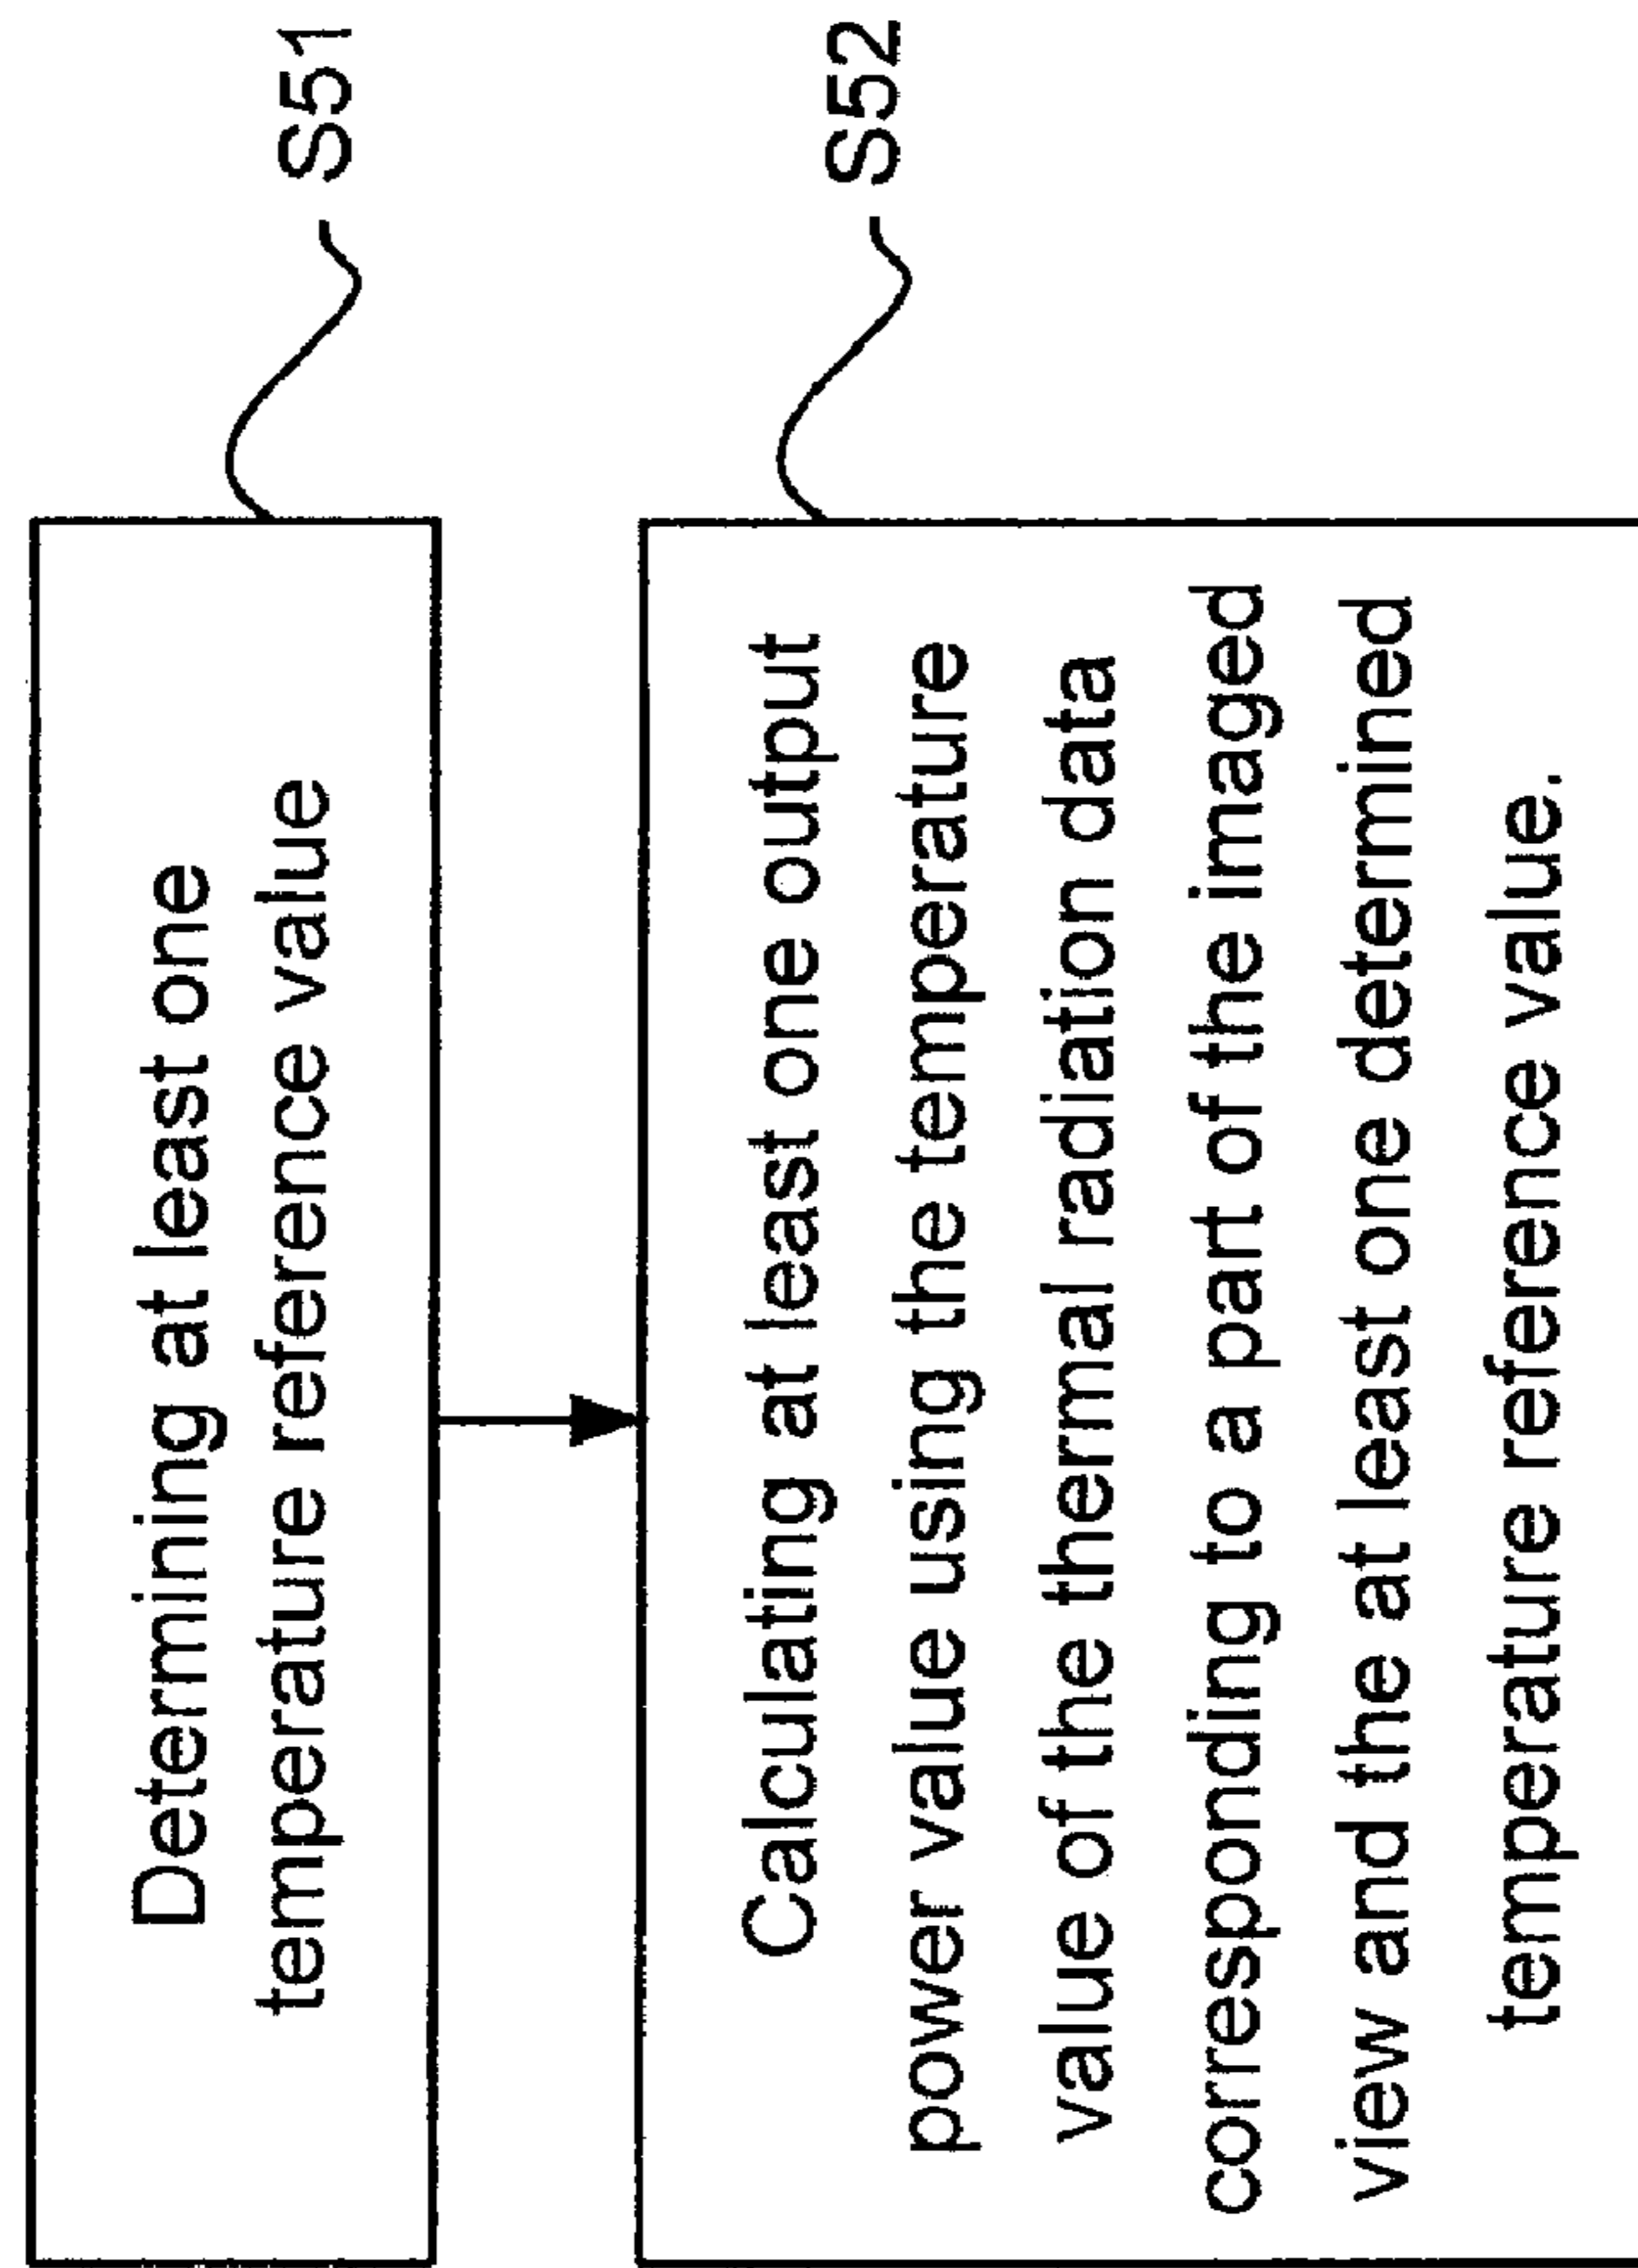 Determining at least one
temperature reference value
S51
Calculating at least one output
power value using the temperature
value of the thermal radiation data
corresponding to a part of the imaged
view and the at least one determined
temperature reference value.
S52